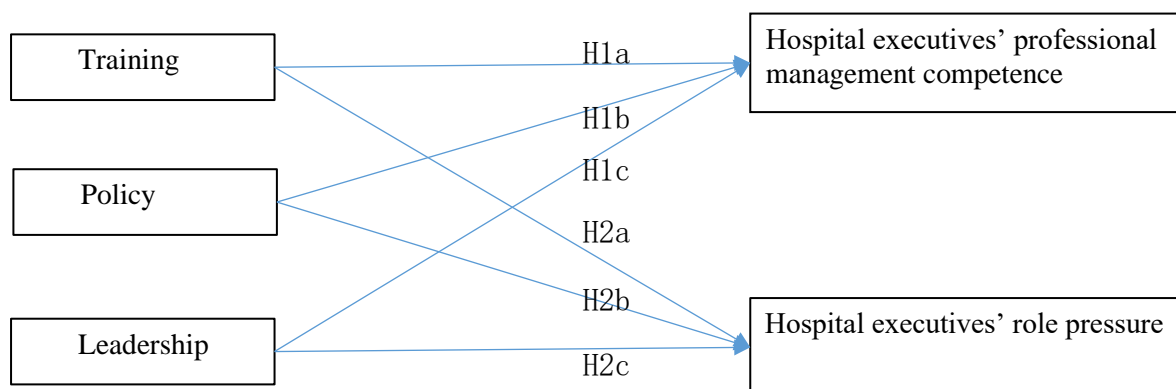 Training
Hospital executives’ professional
management competence
H1a
H1b
H1c
Policy
H2a
H2b
Leadership
Hospital executives’ role pressure
H2c